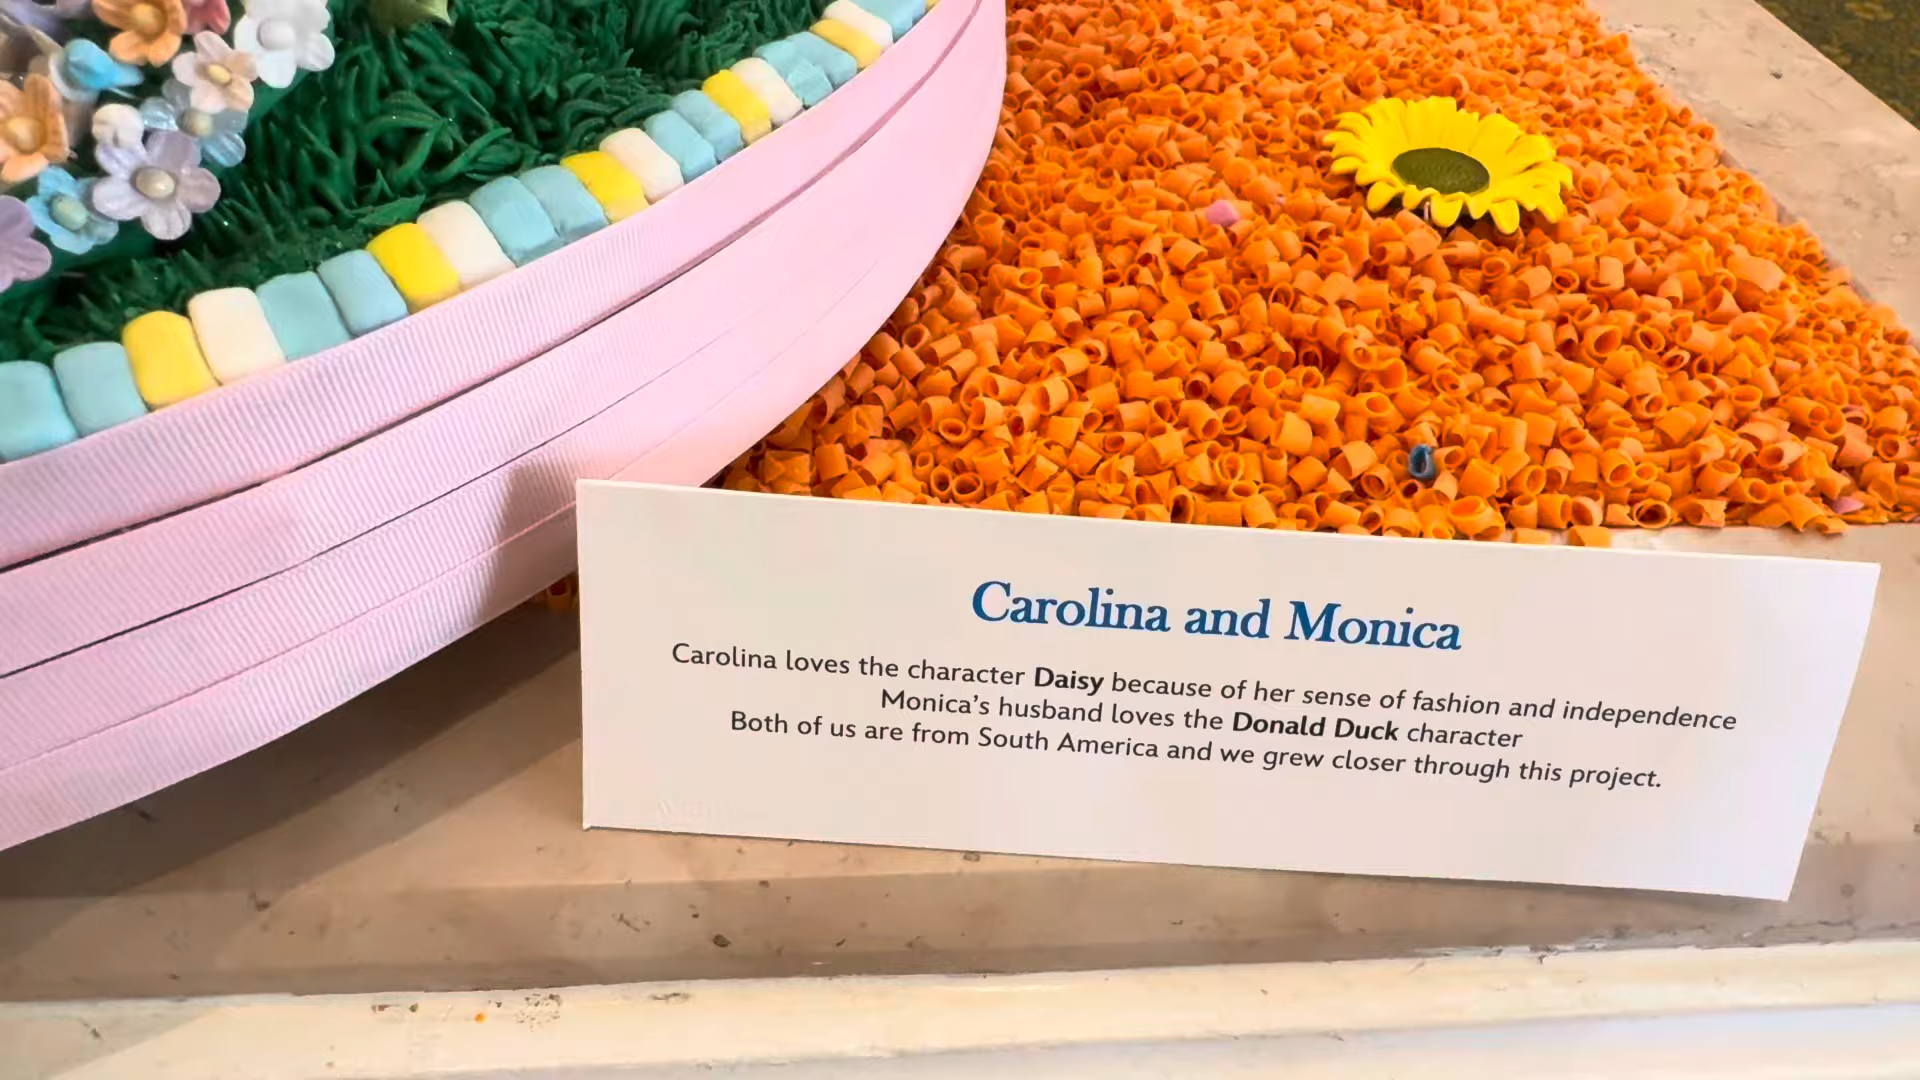 Carolina and Monica
Carolina loves the character Daisy because of her sense of fashion and independence
Monica's husband loves the Donald Duck character
Both of us are from South America and we grew closer through this project.